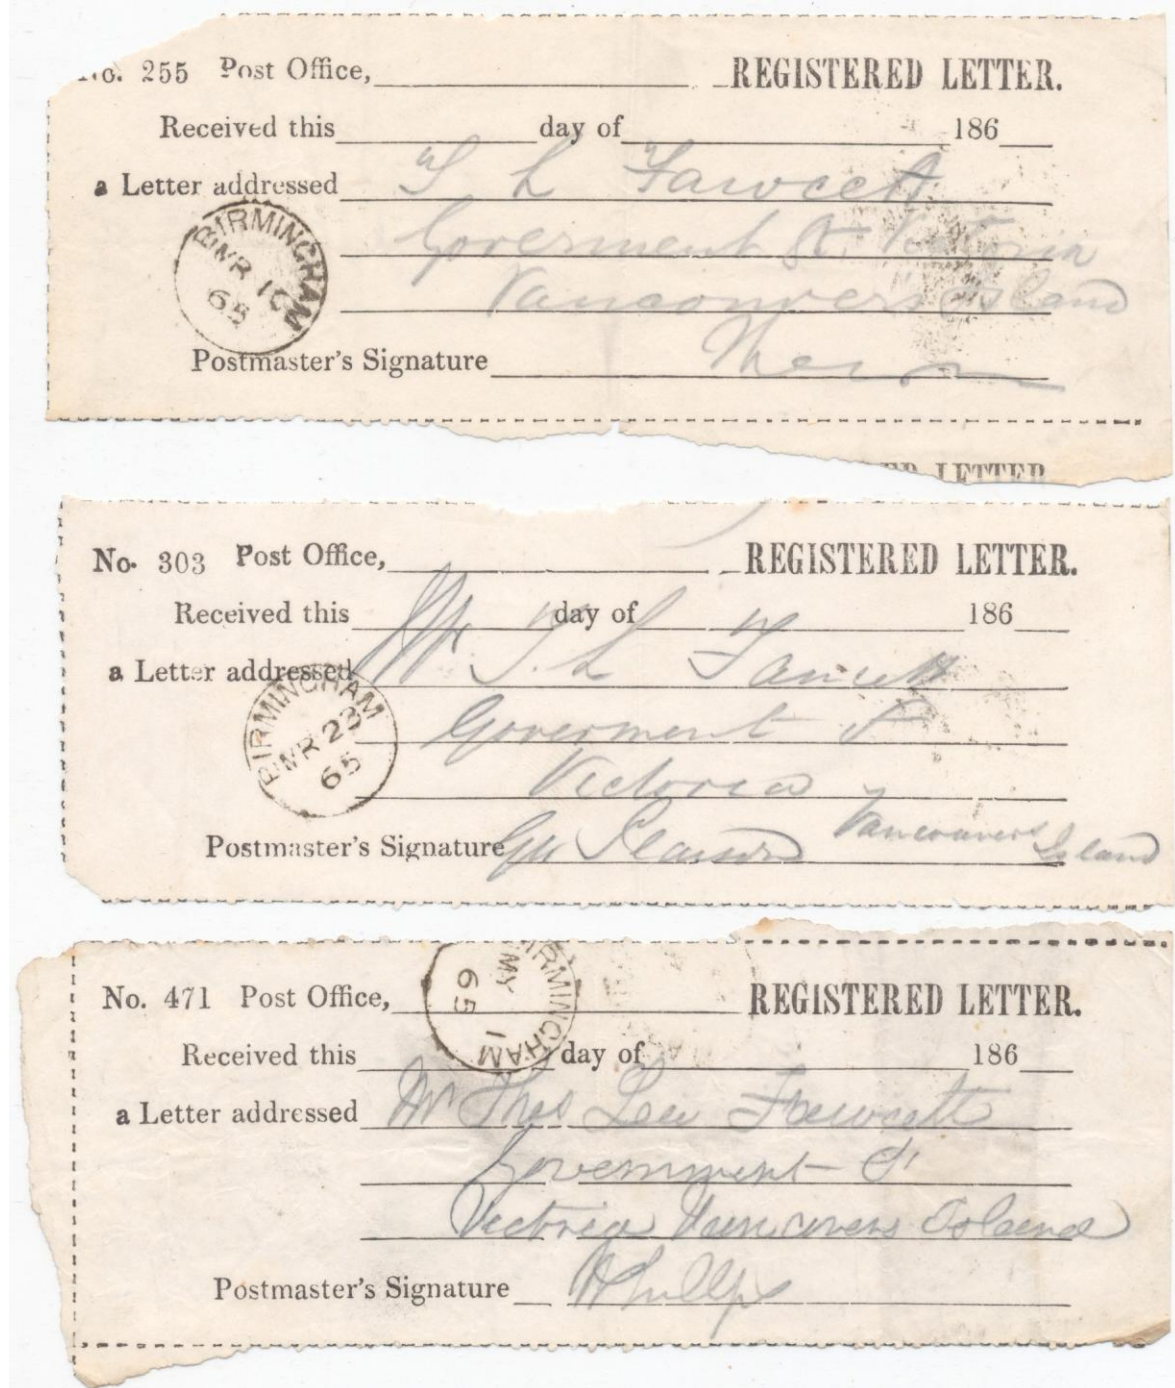 No. 255 Post Office, REGISTERED LETTER.
Received this day of 186
a Letter addressed T L Fawcett
Goverment St Victoria
Vancouvers Island
BIRMINGHAM
MR 10
65
Postmaster's Signature
LETTER
No. 303 Post Office, REGISTERED LETTER.
Received this day of 186
a Letter addressed Mr. T. L Fawcett
Goverment St
Victoria
BIRMINGHAM
MR 23
65
Vancouvers Island
Postmaster's Signature
No. 471 Post Office, REGISTERED LETTER.
BIRMINGHAM
MY 1
65
Received this day of 186
a Letter addressed Mr Thos Lea Fawcett
Government St
Victoria Vancouvers Island
Postmaster's Signature Phillips